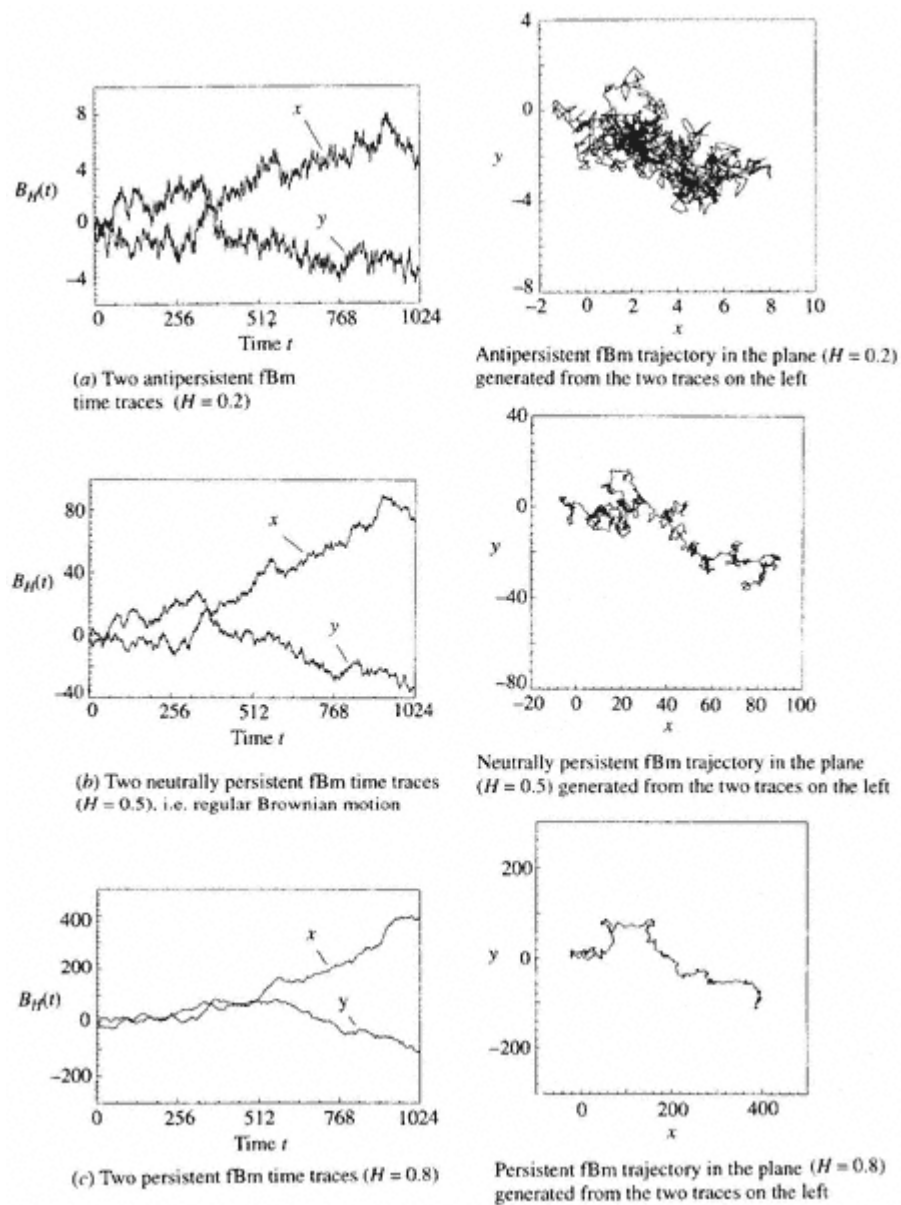 8
4
0
−4
B_H(t)
x
y
0 256 512 768 1024
Time t
(a) Two antipersistent fBm
time traces (H = 0.2)
4
0
−4
−8
y
−2 0 2 4 6 8 10
x
Antipersistent fBm trajectory in the plane (H = 0.2)
generated from the two traces on the left
80
40
0
−40
B_H(t)
x
y
0 256 512 768 1024
Time t
(b) Two neutrally persistent fBm time traces
(H = 0.5), i.e. regular Brownian motion
40
0
−40
−80
y
−20 0 20 40 60 80 100
x
Neutrally persistent fBm trajectory in the plane
(H = 0.5) generated from the two traces on the left
400
200
0
−200
B_H(t)
x
y
0 256 512 768 1024
Time t
(c) Two persistent fBm time traces (H = 0.8)
200
0
−200
y
0 200 400
x
Persistent fBm trajectory in the plane (H = 0.8)
generated from the two traces on the left